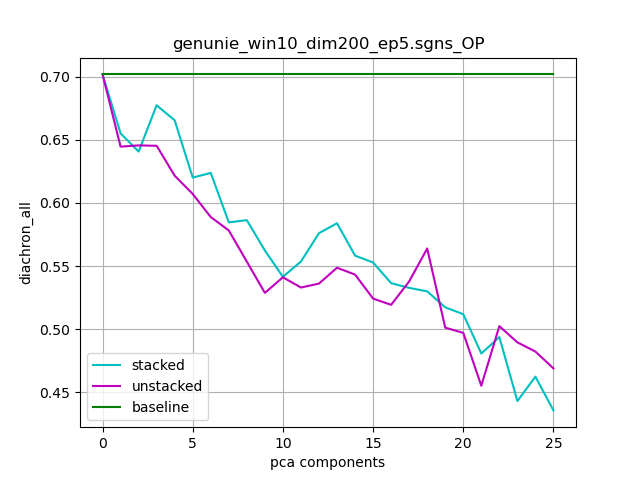 genunie_win10_dim200_ep5.sgns_OP
0.70
0.65
0.60
0.55
0.50
0.45
diachron_all
stacked
unstacked
baseline
0 5 10 15 20 25
pca components